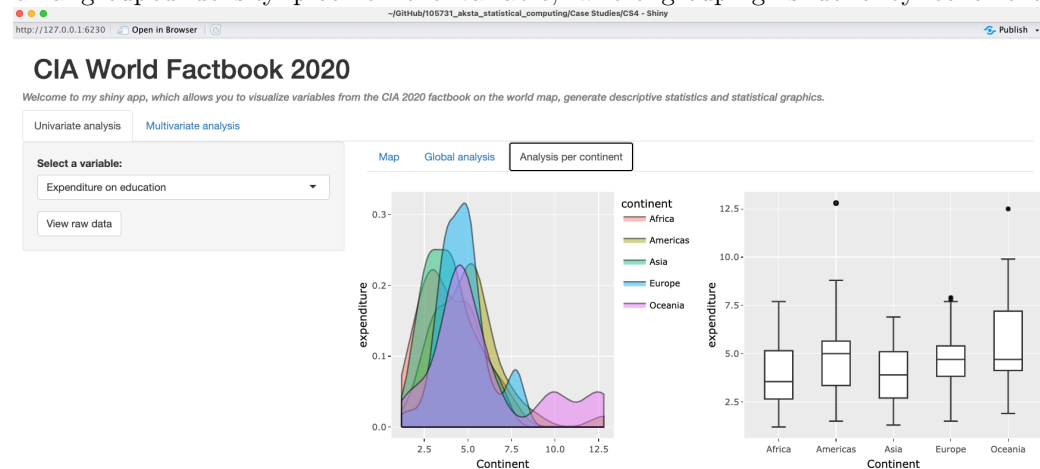 ~/GitHub/105731_aksta_statistical_computing/Case Studies/CS4 - Shiny
http://127.0.0.1:6230 Open in Browser Publish
CIA World Factbook 2020
Welcome to my shiny app, which allows you to visualize variables from the CIA 2020 factbook on the world map, generate descriptive statistics and statistical graphics.
Univariate analysis Multivariate analysis
Select a variable:
Expenditure on education
View raw data
Map Global analysis Analysis per continent
expenditure
0.3
0.2
0.1
0.0
2.5 5.0 7.5 10.0 12.5
Continent
continent
Africa
Americas
Asia
Europe
Oceania
expenditure
12.5
10.0
7.5
5.0
2.5
Africa Americas Asia Europe Oceania
Continent